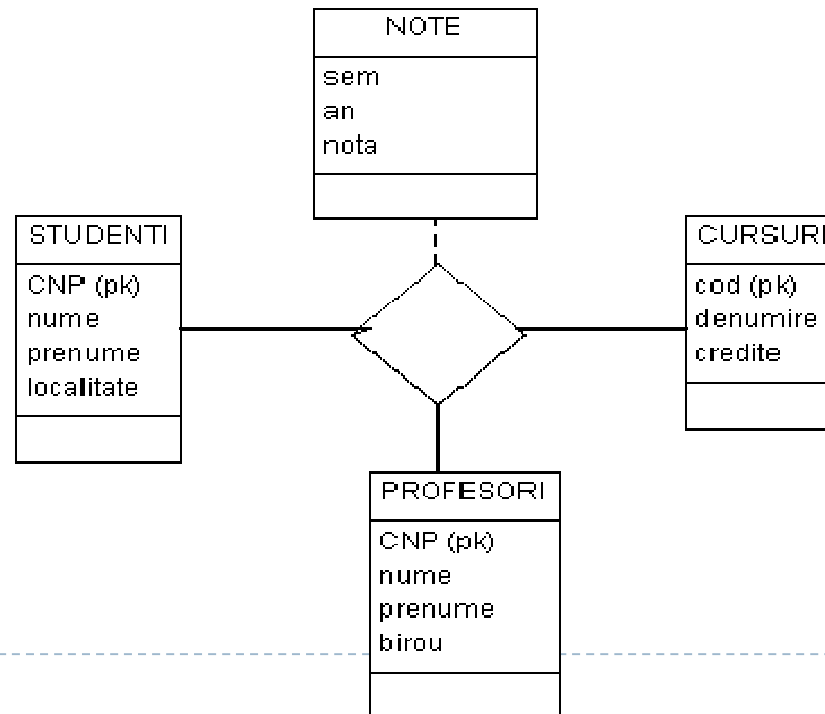 NOTE
sem
an
nota
STUDENTI
CNP (pk)
nume
prenume
localitate
CURSURI
cod (pk)
denumire
credite
PROFESORI
CNP (pk)
nume
prenume
birou